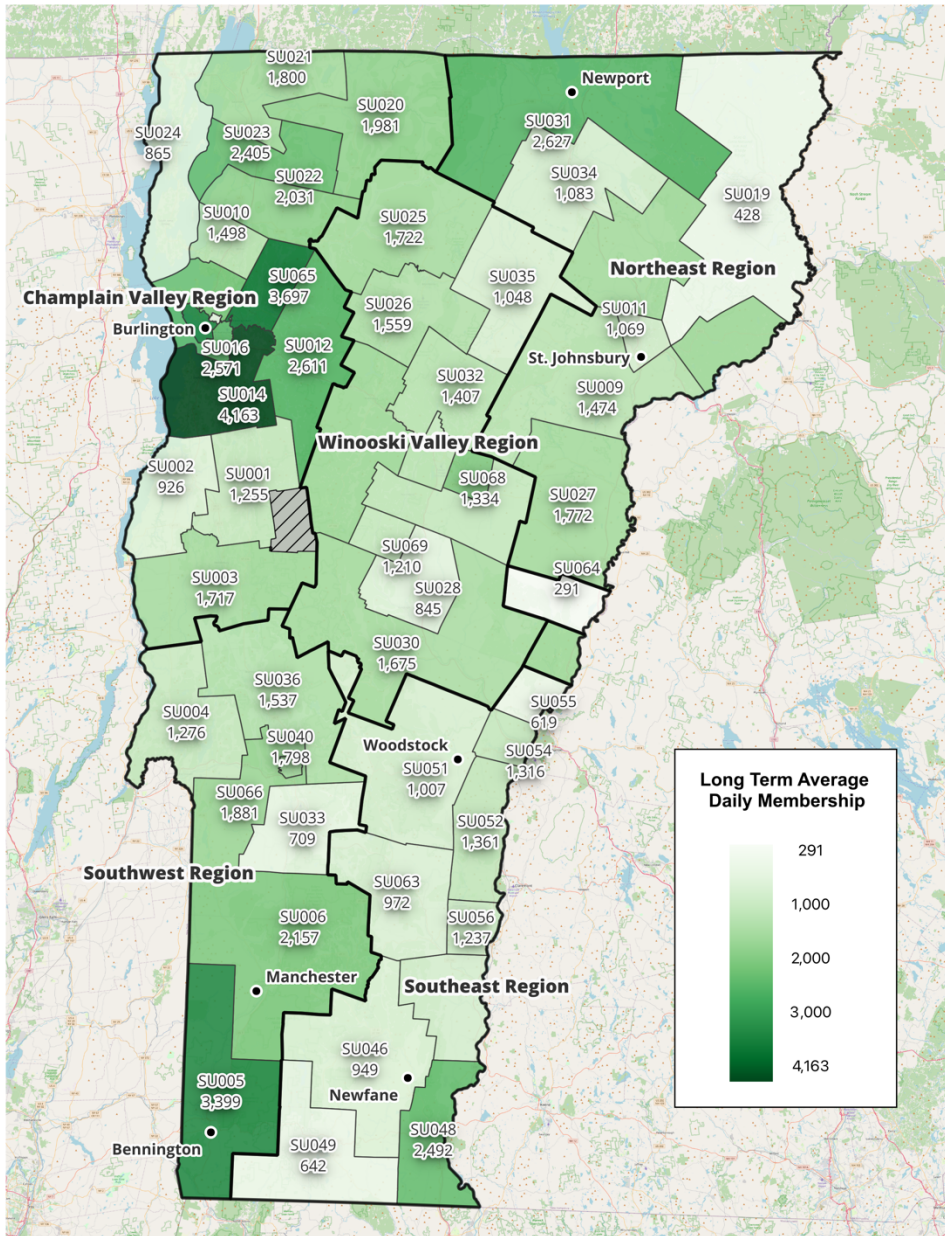 SU021
1,800
Newport
SU020
1,981
SU031
2,627
SU024
865
SU023
2,405
SU034
1,083
SU022
2,031
SU019
428
SU010
1,498
SU025
1,722
SU035
1,048
Northeast Region
SU065
3,697
Champlain Valley Region
SU026
1,559
SU011
1,069
Burlington
SU016
2,571
SU012
2,611
St. Johnsbury
SU032
1,407
SU009
1,474
SU014
4,163
Winooski Valley Region
SU002
926
SU001
1,255
SU068
1,334
SU027
1,772
SU069
1,210
SU064
291
SU003
1,717
SU028
845
SU030
1,675
SU036
1,537
SU055
619
SU004
1,276
SU040
1,798
Woodstock
SU051
1,007
SU054
1,316
SU066
1,881
SU033
709
SU052
1,361
Southwest Region
SU063
972
SU006
2,157
SU056
1,237
Manchester
Southeast Region
SU046
949
SU005
3,399
Newfane
Bennington
SU049
642
SU048
2,492
Long Term Average
Daily Membership
291
1,000
2,000
3,000
4,163